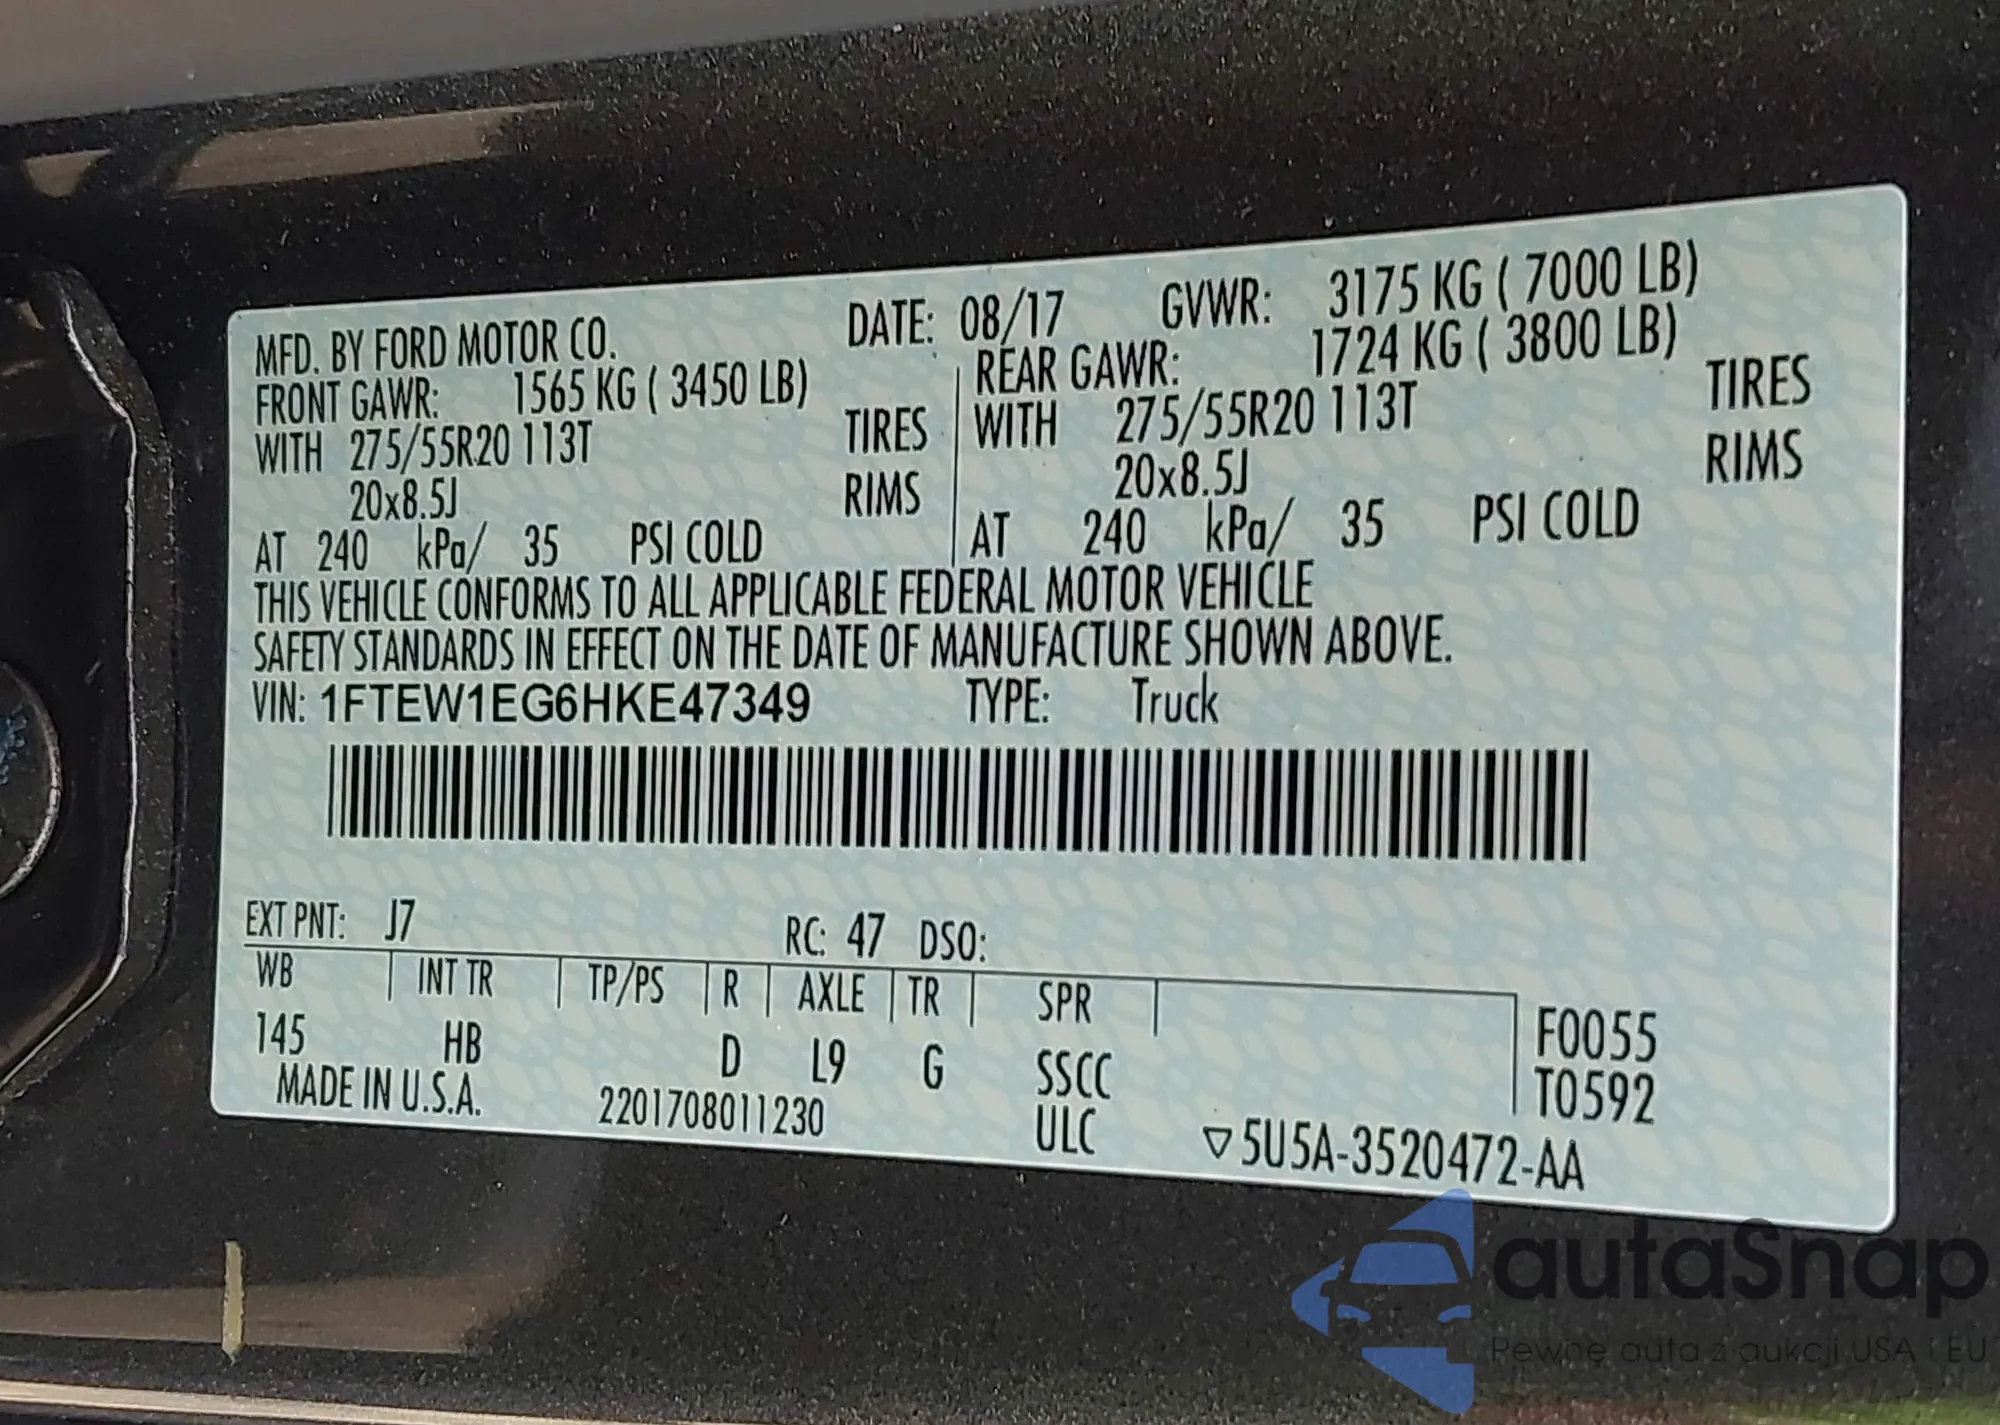 MFD. BY FORD MOTOR CO. DATE: 08/17 GVWR: 3175 KG ( 7000 LB)
FRONT GAWR: 1565 KG ( 3450 LB) REAR GAWR: 1724 KG ( 3800 LB)
WITH 275/55R20 113T TIRES WITH 275/55R20 113T TIRES
20x8.5J RIMS 20x8.5J RIMS
AT 240 kPa/ 35 PSI COLD AT 240 kPa/ 35 PSI COLD
THIS VEHICLE CONFORMS TO ALL APPLICABLE FEDERAL MOTOR VEHICLE
SAFETY STANDARDS IN EFFECT ON THE DATE OF MANUFACTURE SHOWN ABOVE.
VIN: 1FTEW1EG6HKE47349 TYPE: Truck
EXT PNT: J7 RC: 47 DSO:
WB INT TR TP/PS R AXLE TR SPR
145 HB D L9 G SSCC F0055
MADE IN U.S.A. 2201708011230 ULC T0592
▽5U5A-3520472-AA
autaSnap
Pewne auta z aukcji USA i EU